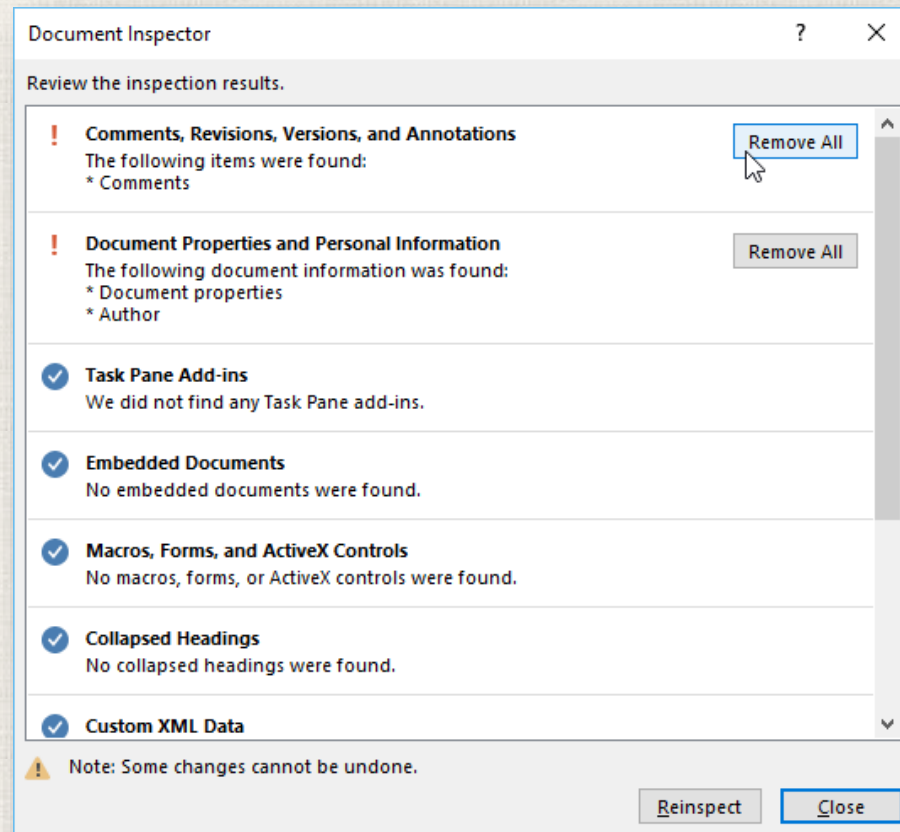 Document Inspector ?
Review the inspection results.
! Comments, Revisions, Versions, and Annotations
Remove All
The following items were found:
* Comments
! Document Properties and Personal Information
Remove All
The following document information was found:
* Document properties
* Author
Task Pane Add-ins
We did not find any Task Pane add-ins.
Embedded Documents
No embedded documents were found.
Macros, Forms, and ActiveX Controls
No macros, forms, or ActiveX controls were found.
Collapsed Headings
No collapsed headings were found.
Custom XML Data
Note: Some changes cannot be undone.
Reinspect Close